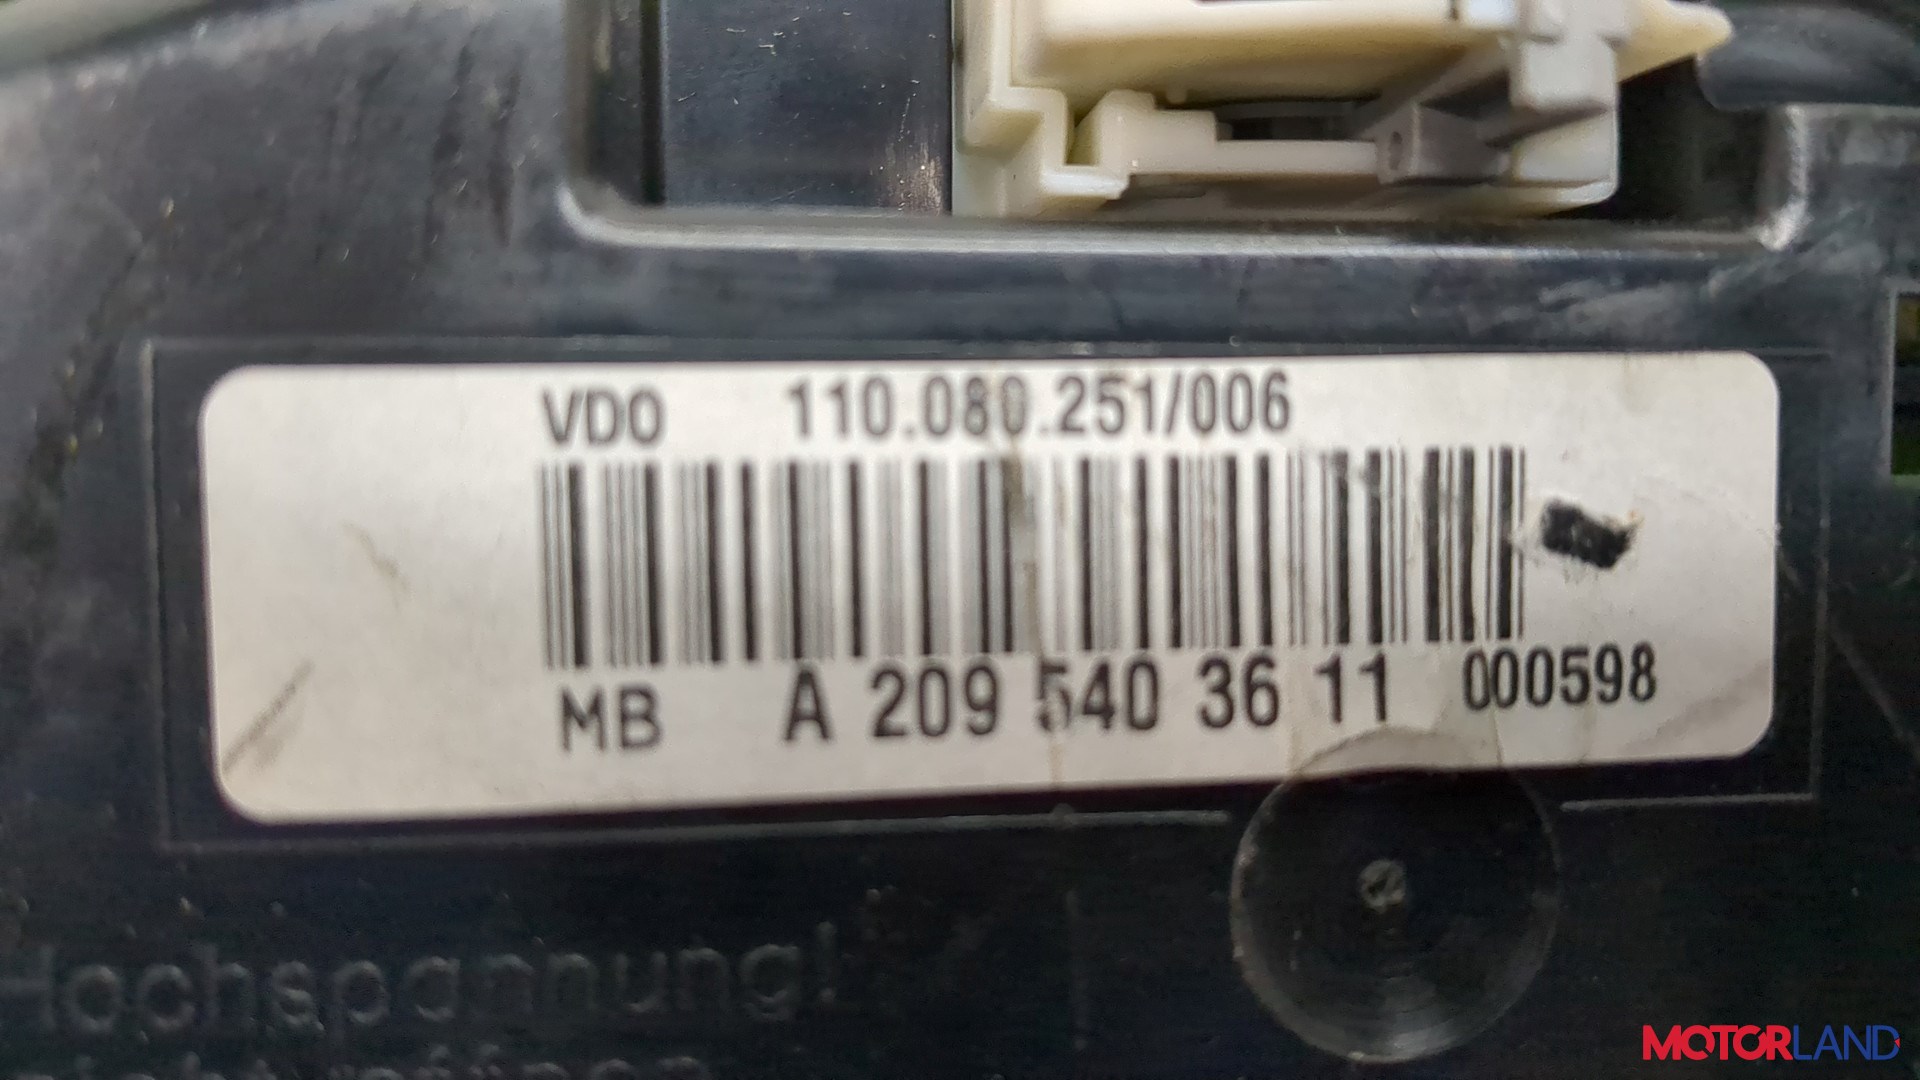 VDO 110.080.251/006
MB A 209 540 36 11 000598
Hochspannung!
MOTORLAND